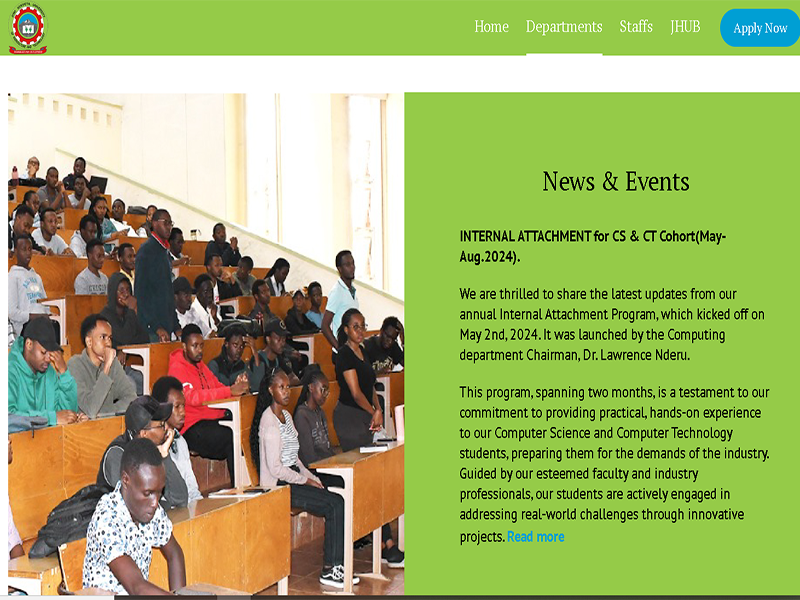 Home Departments Staffs JHUB Apply Now
News & Events
INTERNAL ATTACHMENT for CS & CT Cohort(May-
Aug.2024).
We are thrilled to share the latest updates from our
annual Internal Attachment Program, which kicked off on
May 2nd, 2024. It was launched by the Computing
department Chairman, Dr. Lawrence Nderu.
This program, spanning two months, is a testament to our
commitment to providing practical, hands-on experience
to our Computer Science and Computer Technology
students, preparing them for the demands of the industry.
Guided by our esteemed faculty and industry
professionals, our students are actively engaged in
addressing real-world challenges through innovative
projects. Read more